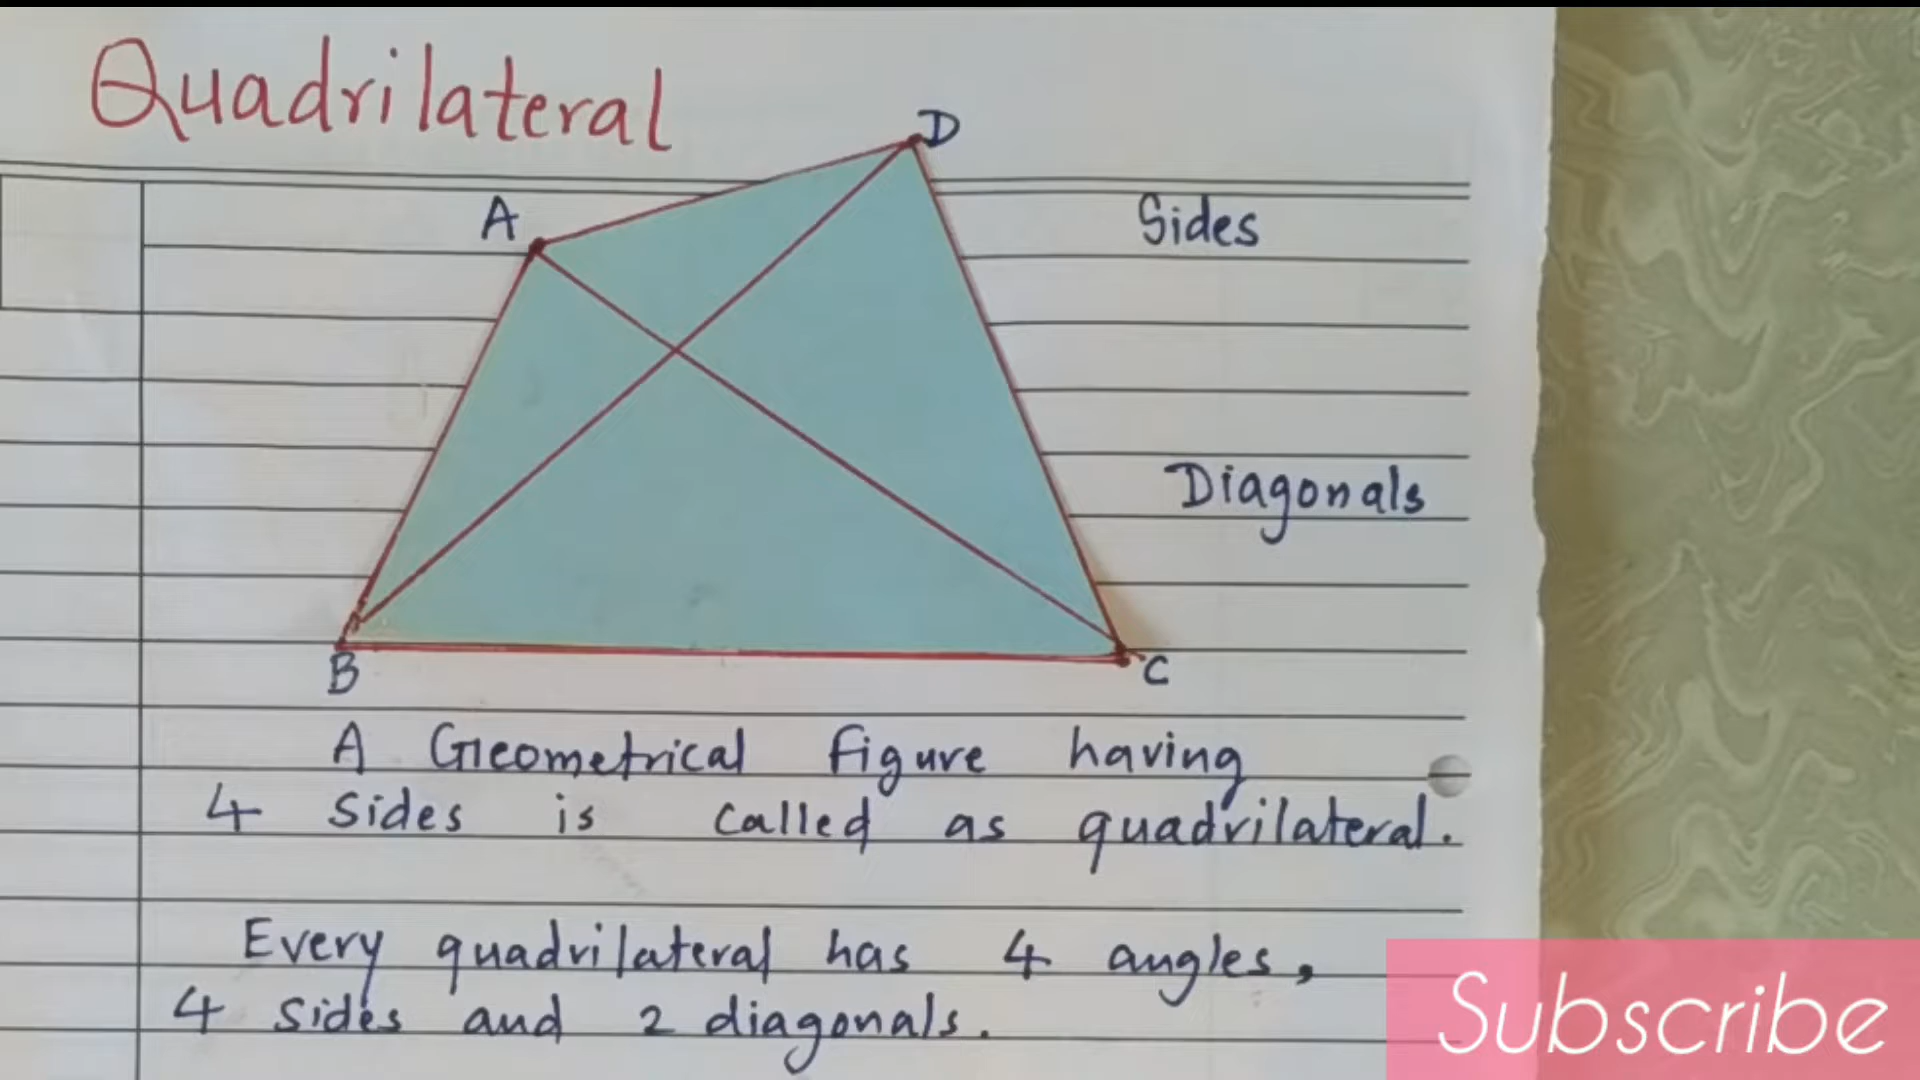 Quadrilateral
D
A
Sides
Diagonals
B
C
A Geometrical figure having
4 sides is called as quadrilateral.
Every quadrilateral has 4 angles,
4 sides and 2 diagonals.
Subscribe